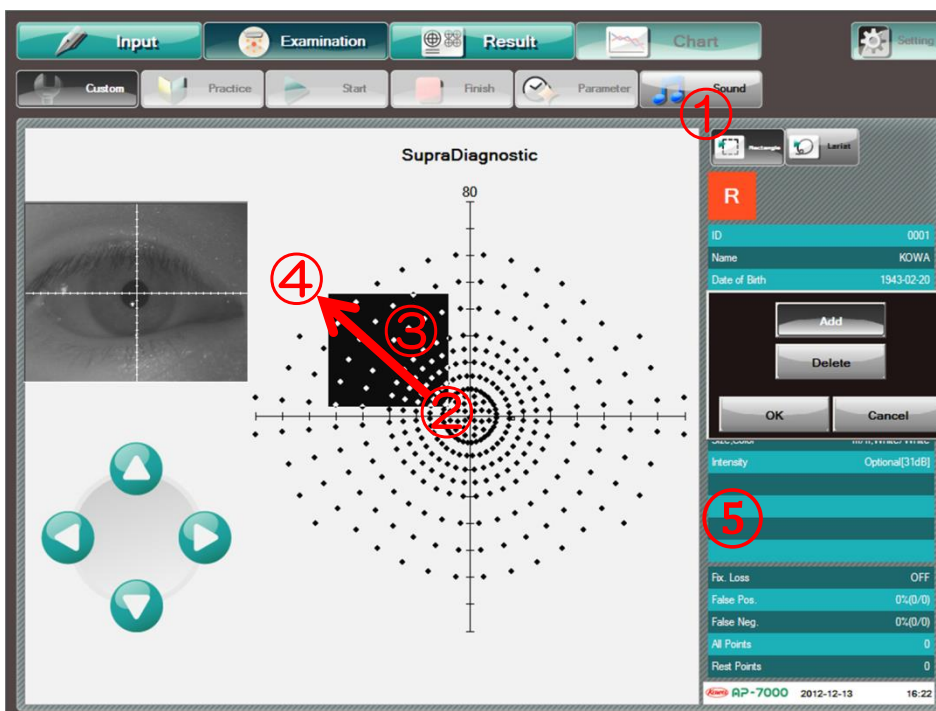 Input Examination Result Chart Setting
Custom Practice Start Finish Parameter Sound
①
Rectangle Lariat
SupraDiagnostic
80
R
ID 0001
Name KOWA
Date of Birth 1943-02-20
④
③
②
Add
Delete
OK Cancel
Intensity Optional[31dB]
⑤
Fix. Loss OFF
False Pos. 0%(0/0)
False Neg. 0%(0/0)
All Points 0
Rest Points 0
Kowa AP-7000 2012-12-13 16:22